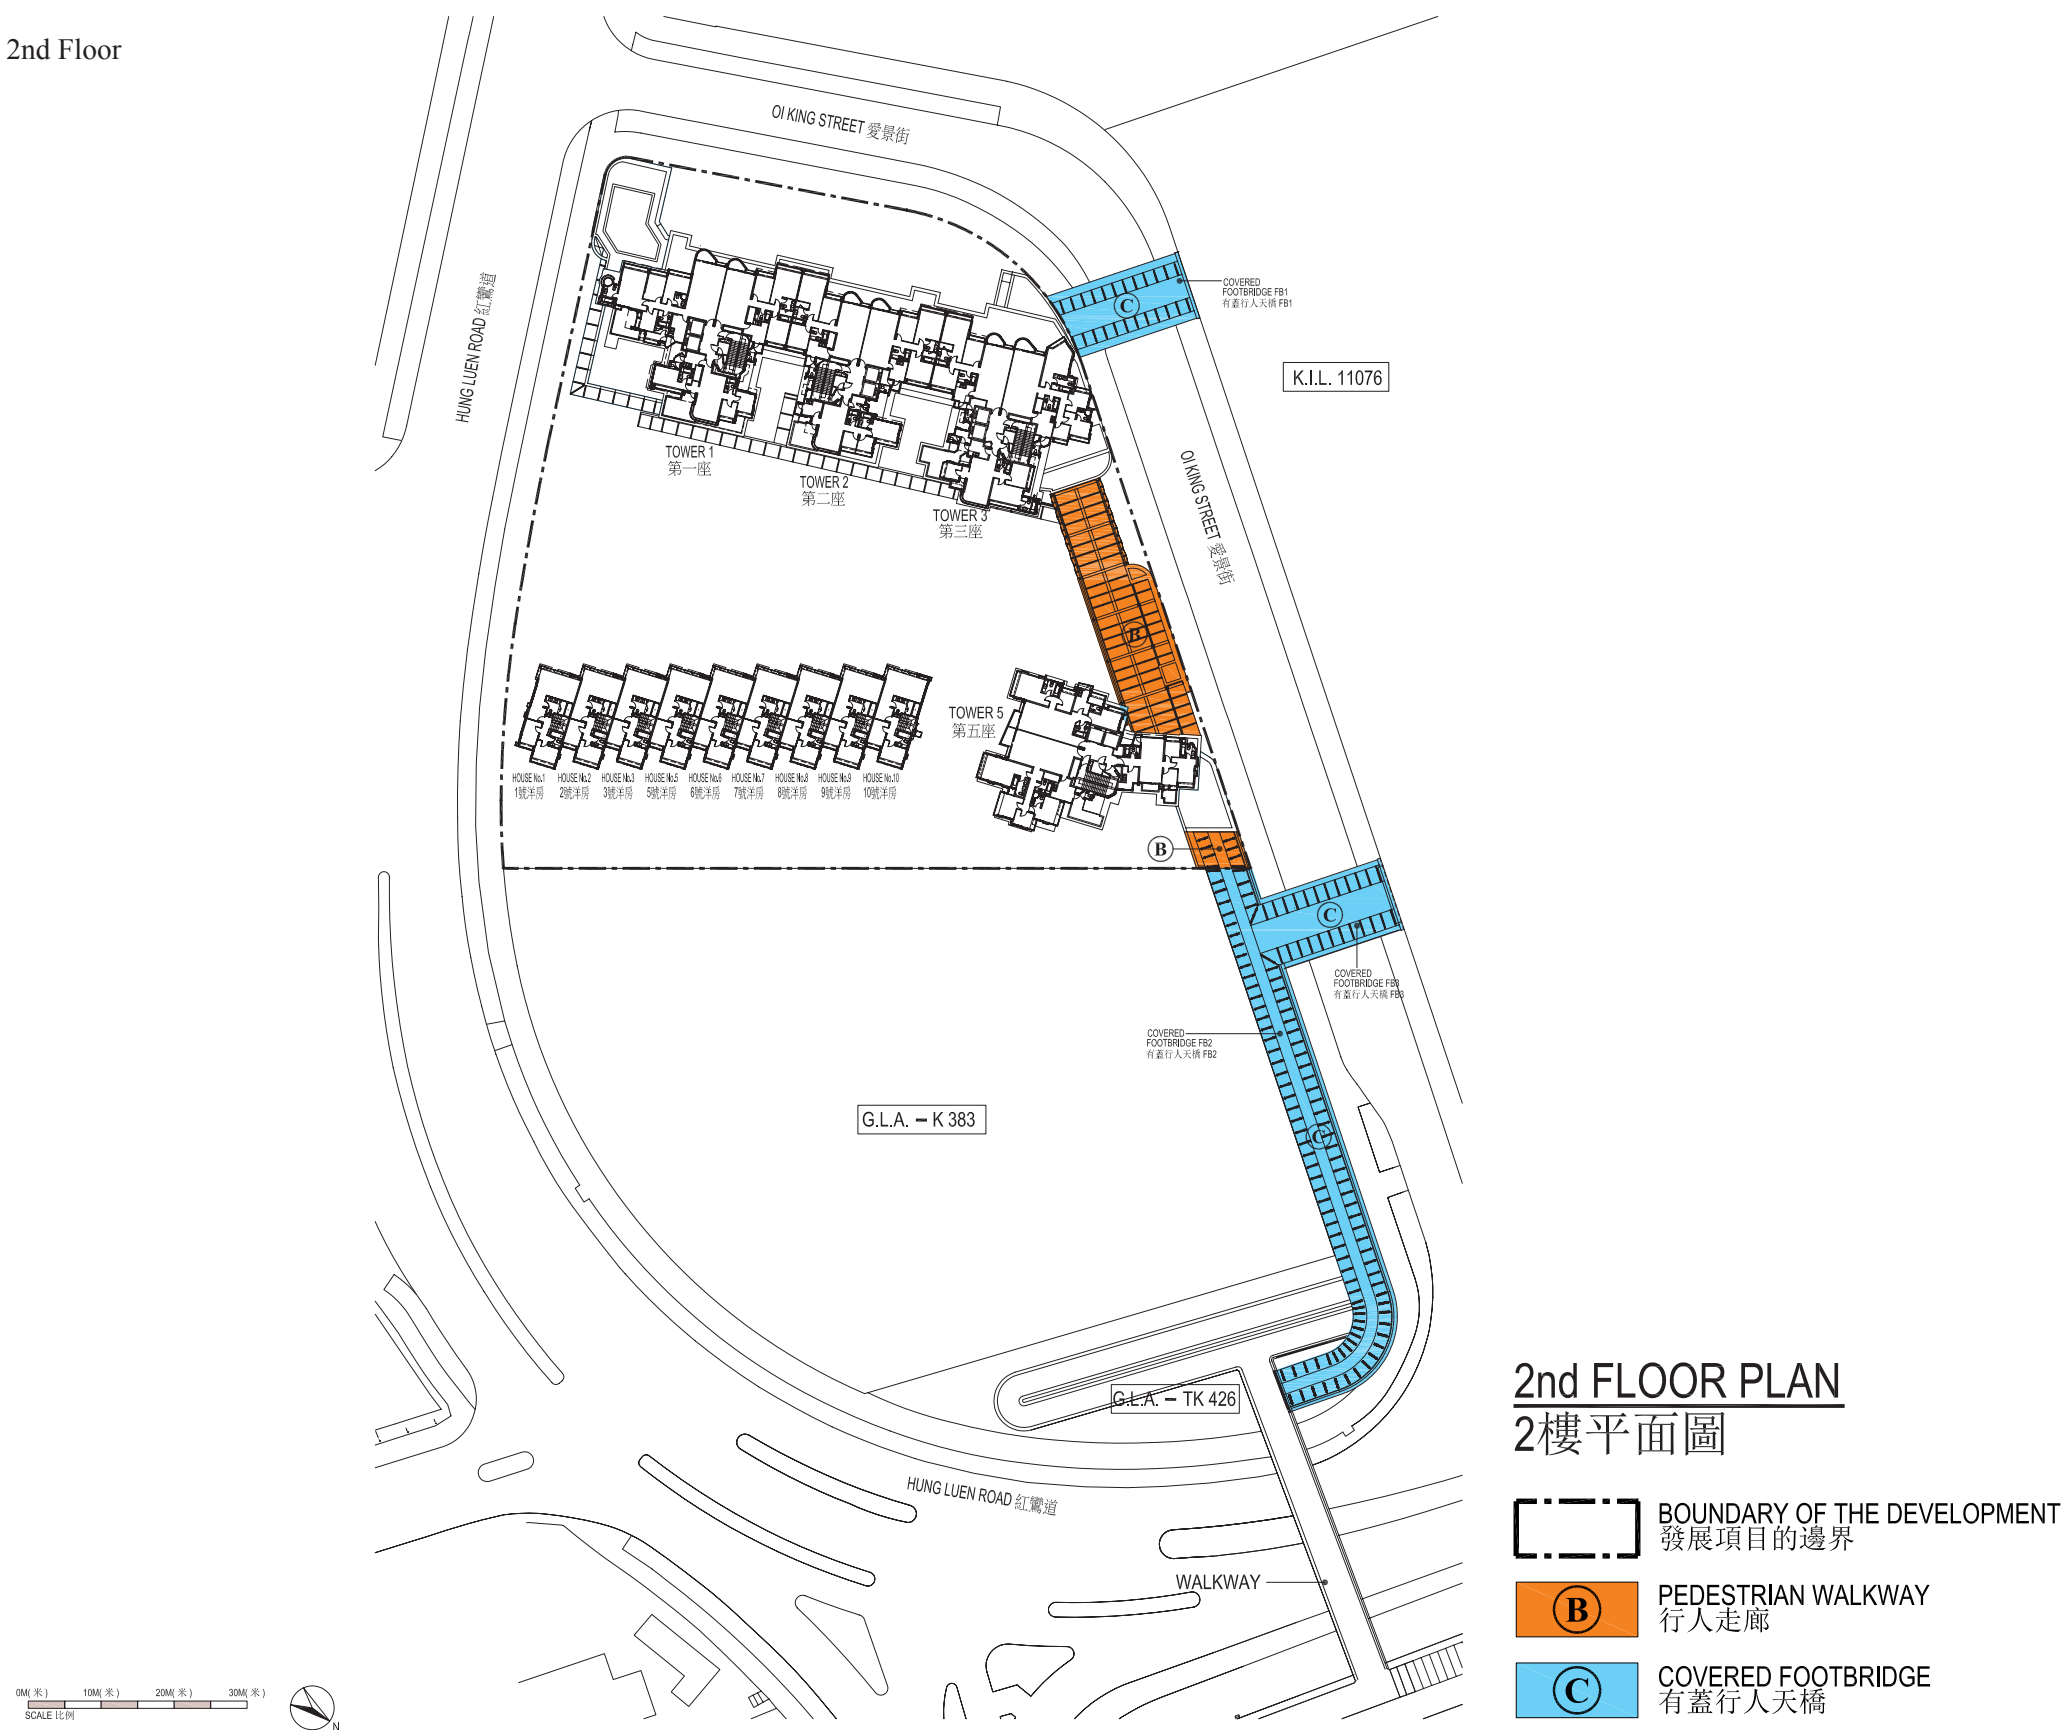 2nd Floor
OI KING STREET 愛景街
HUNG LUEN ROAD 紅鸞道
COVERED
FOOTBRIDGE FB1
有蓋行人天橋 FB1
C
K.I.L. 11076
TOWER 1
第一座
TOWER 2
第二座
TOWER 3
第三座
OI KING STREET 愛景街
B
TOWER 5
第五座
HOUSE No.1
1號洋房
HOUSE No.2
2號洋房
HOUSE No.3
3號洋房
HOUSE No.5
5號洋房
HOUSE No.6
6號洋房
HOUSE No.7
7號洋房
HOUSE No.8
8號洋房
HOUSE No.9
9號洋房
HOUSE No.10
10號洋房
B
C
COVERED
FOOTBRIDGE FB3
有蓋行人天橋 FB3
COVERED
FOOTBRIDGE FB2
有蓋行人天橋 FB2
G.L.A. – K 383
C
G.L.A. – TK 426
HUNG LUEN ROAD 紅鸞道
WALKWAY
2nd FLOOR PLAN
2樓平面圖
BOUNDARY OF THE DEVELOPMENT
發展項目的邊界
B
PEDESTRIAN WALKWAY
行人走廊
C
COVERED FOOTBRIDGE
有蓋行人天橋
0M( 米 ) 10M( 米 ) 20M( 米 ) 30M( 米 )
SCALE 比例
N